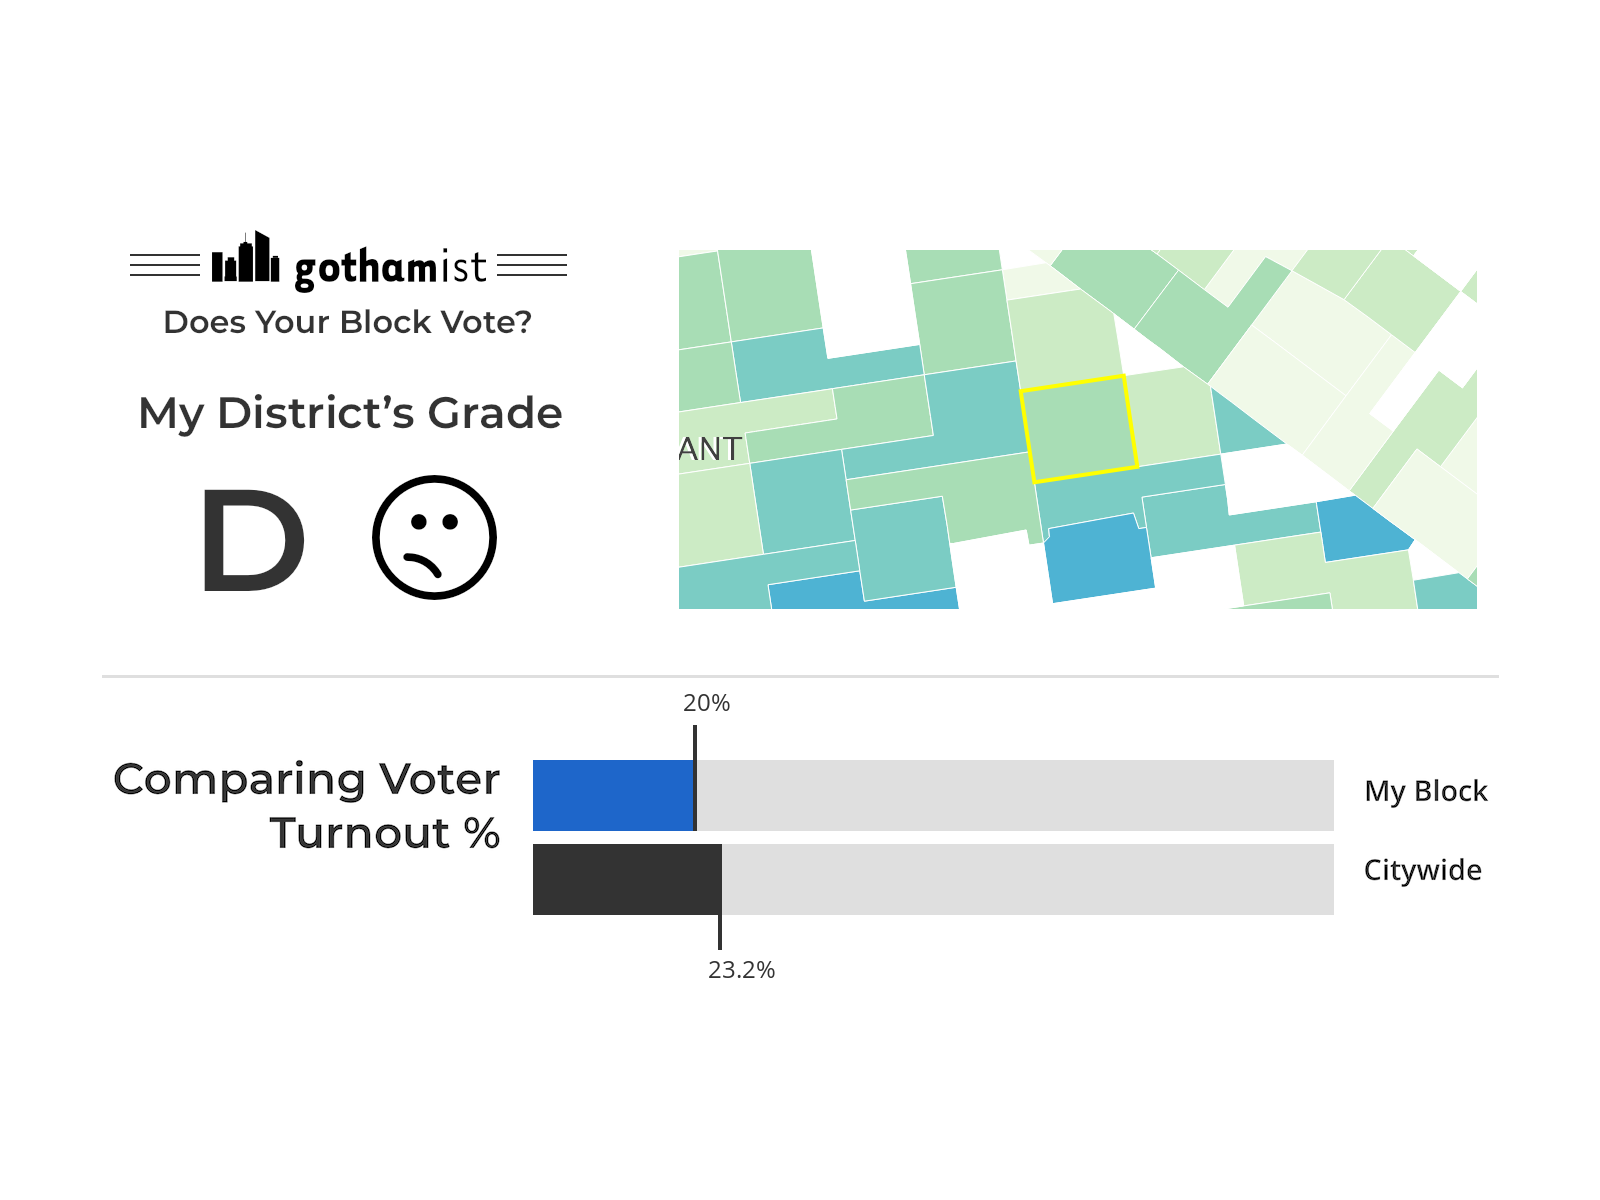 gothamist
Does Your Block Vote?
My District's Grade
D
ANT
20%
Comparing Voter
Turnout %
My Block
Citywide
23.2%